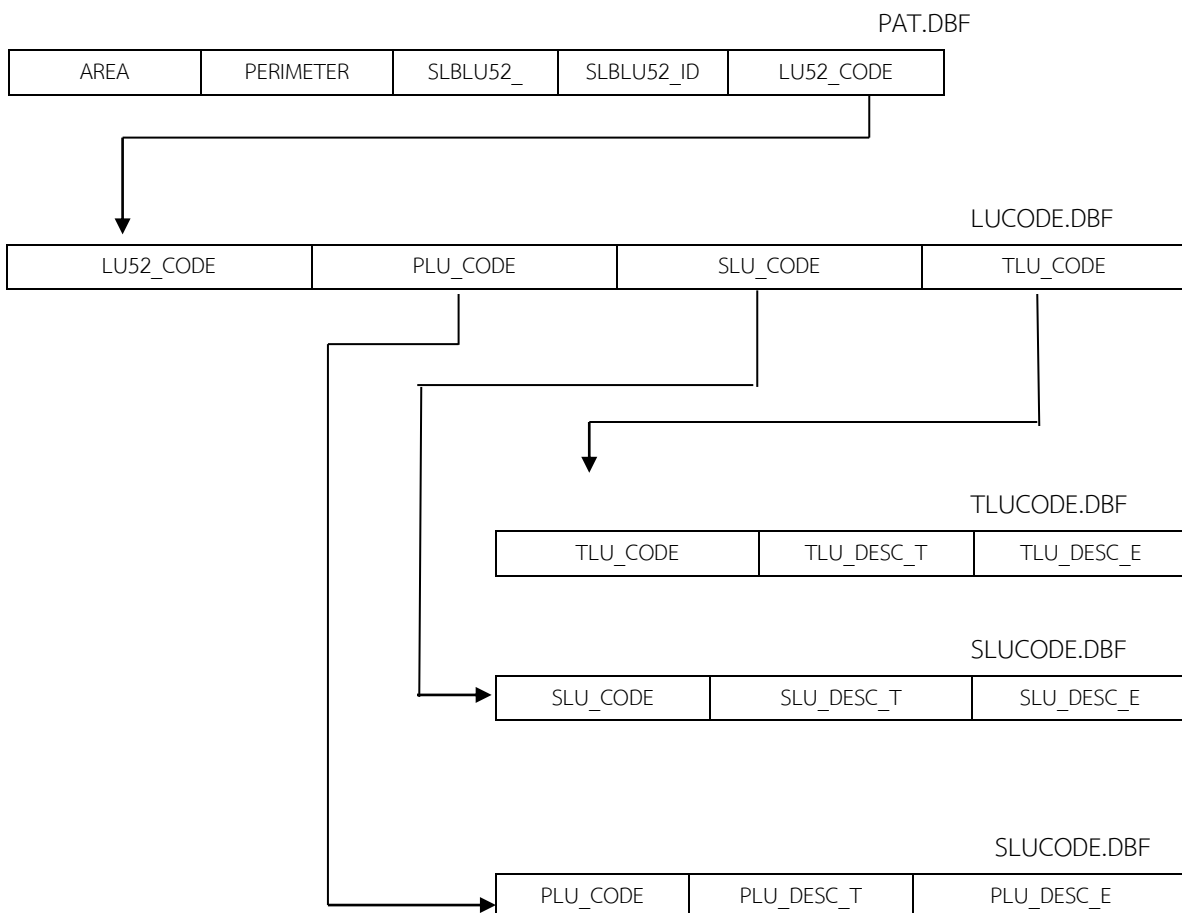 PAT.DBF
AREA PERIMETER SLBLU52_ SLBLU52_ID LU52_CODE
LUCODE.DBF
LU52_CODE PLU_CODE SLU_CODE TLU_CODE
TLUCODE.DBF
TLU_CODE TLU_DESC_T TLU_DESC_E
SLUCODE.DBF
SLU_CODE SLU_DESC_T SLU_DESC_E
SLUCODE.DBF
PLU_CODE PLU_DESC_T PLU_DESC_E